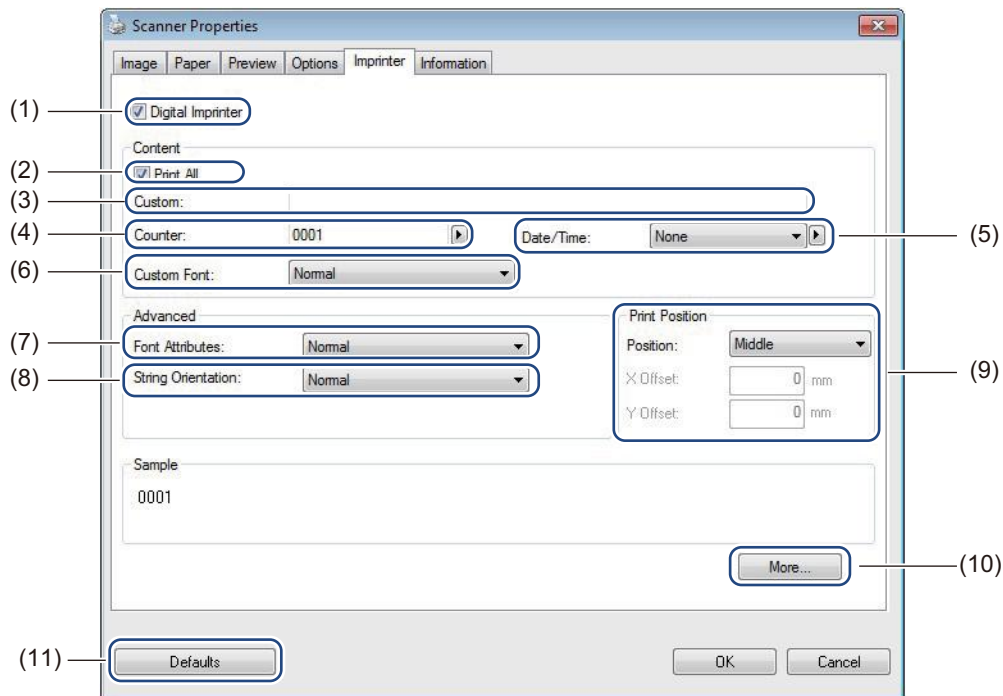 Scanner Properties
Image Paper Preview Options Imprinter Information
(1) Digital Imprinter
Content
(2) Print All
(3) Custom:
(4) Counter: 0001 Date/Time: None (5)
(6) Custom Font: Normal
Advanced Print Position
(7) Font Attributes: Normal Position: Middle
(8) String Orientation: Normal X Offset: 0 mm (9)
Y Offset: 0 mm
Sample
0001
More... (10)
(11) Defaults OK Cancel